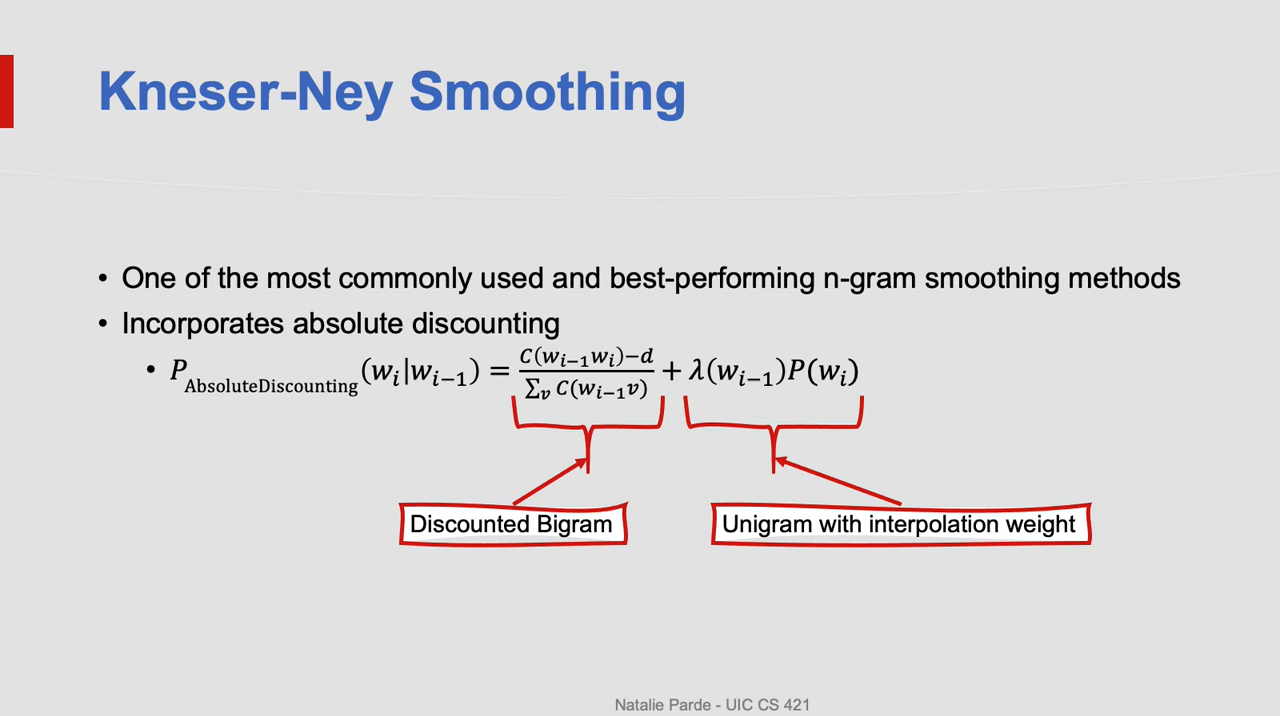 Kneser-Ney Smoothing
• One of the most commonly used and best-performing n-gram smoothing methods
• Incorporates absolute discounting
• P_AbsoluteDiscounting(w_i|w_{i−1}) = \frac{C(w_{i−1}w_i)−d}{∑_v C(w_{i−1}v)} + λ(w_{i−1})P(w_i)
Discounted Bigram
Unigram with interpolation weight
Natalie Parde - UIC CS 421